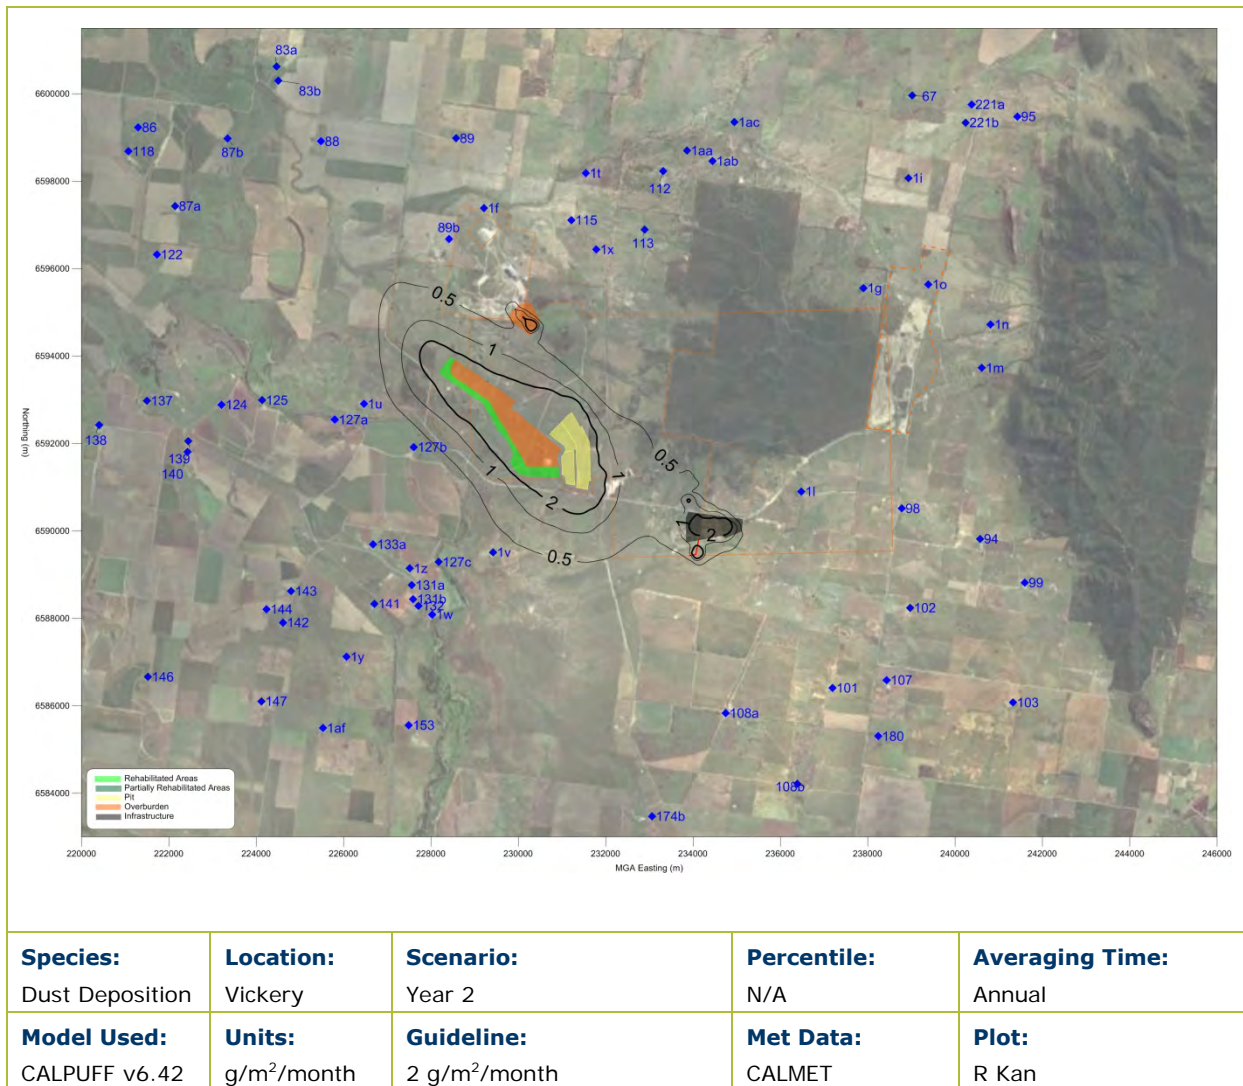 83a
83b
6600000
67
221a
95
221b
86
118
87b
88
89
1ac
1aa
1ab
6598000
1t
112
1i
87a
1f
115
89b
113
1x
122
6596000
1g
1o
0.5
1n
6594000
1
1m
137
124
125
1u
127a
138
6592000
139
140
127b
0.5
1
1
2
1l
98
6590000
1
2
133a
1v
0.5
94
127c
1z
131a
99
143
131b
132
141
144
102
6588000
1w
142
1y
146
101
107
147
103
6586000
108a
1af
153
180
108b
6584000
174b
Northing (m)
Rehabilitated Areas
Partially Rehabilitated Areas
Pit
Overburden
Infrastructure
220000 222000 224000 226000 228000 230000 232000 234000 236000 238000 240000 242000 244000 246000
MGA Easting (m)
Species: Location: Scenario: Percentile: Averaging Time:
Dust Deposition Vickery Year 2 N/A Annual
Model Used: Units: Guideline: Met Data: Plot:
CALPUFF v6.42 g/m²/month 2 g/m²/month CALMET R Kan